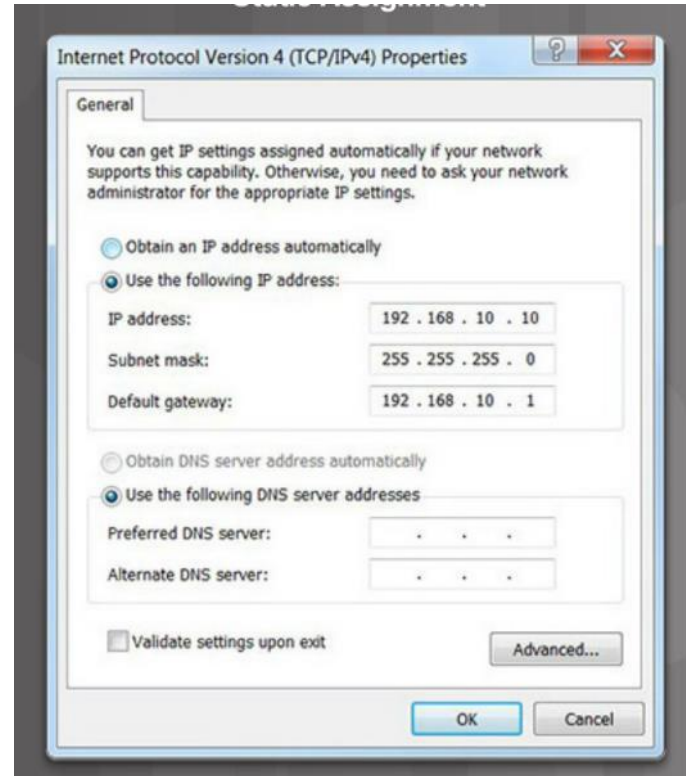 Static Assignment
Internet Protocol Version 4 (TCP/IPv4) Properties
General
You can get IP settings assigned automatically if your network
supports this capability. Otherwise, you need to ask your network
administrator for the appropriate IP settings.
Obtain an IP address automatically
Use the following IP address:
IP address: 192 . 168 . 10 . 10
Subnet mask: 255 . 255 . 255 . 0
Default gateway: 192 . 168 . 10 . 1
Obtain DNS server address automatically
Use the following DNS server addresses
Preferred DNS server: . . .
Alternate DNS server: . . .
Validate settings upon exit
Advanced...
OK Cancel